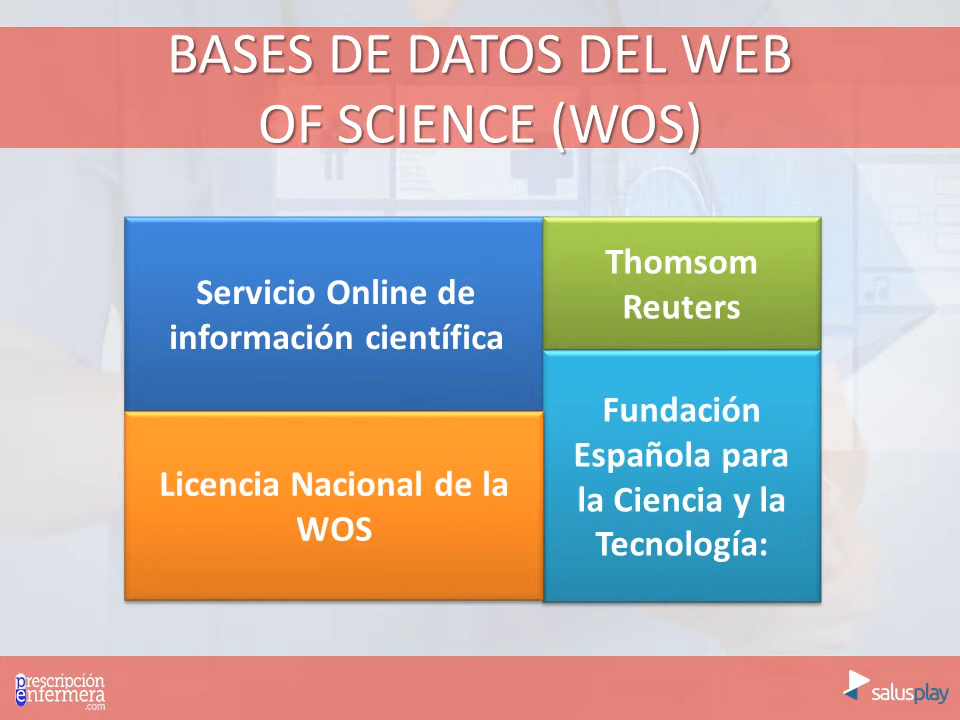 BASES DE DATOS DEL WEB
OF SCIENCE (WOS)
Servicio Online de
información científica
Thomsom
Reuters
Licencia Nacional de la
WOS
Fundación
Española para
la Ciencia y la
Tecnología:
prescripción
enfermera
.com
salusplay